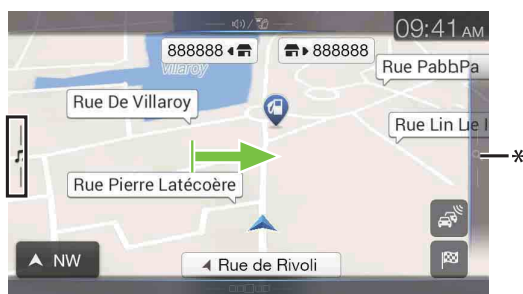 09:41 AM
888888
888888
Villaroy
Rue PabbPa
Rue De Villaroy
Rue Lin Le I
*
Rue Pierre Latécoère
NW
Rue de Rivoli